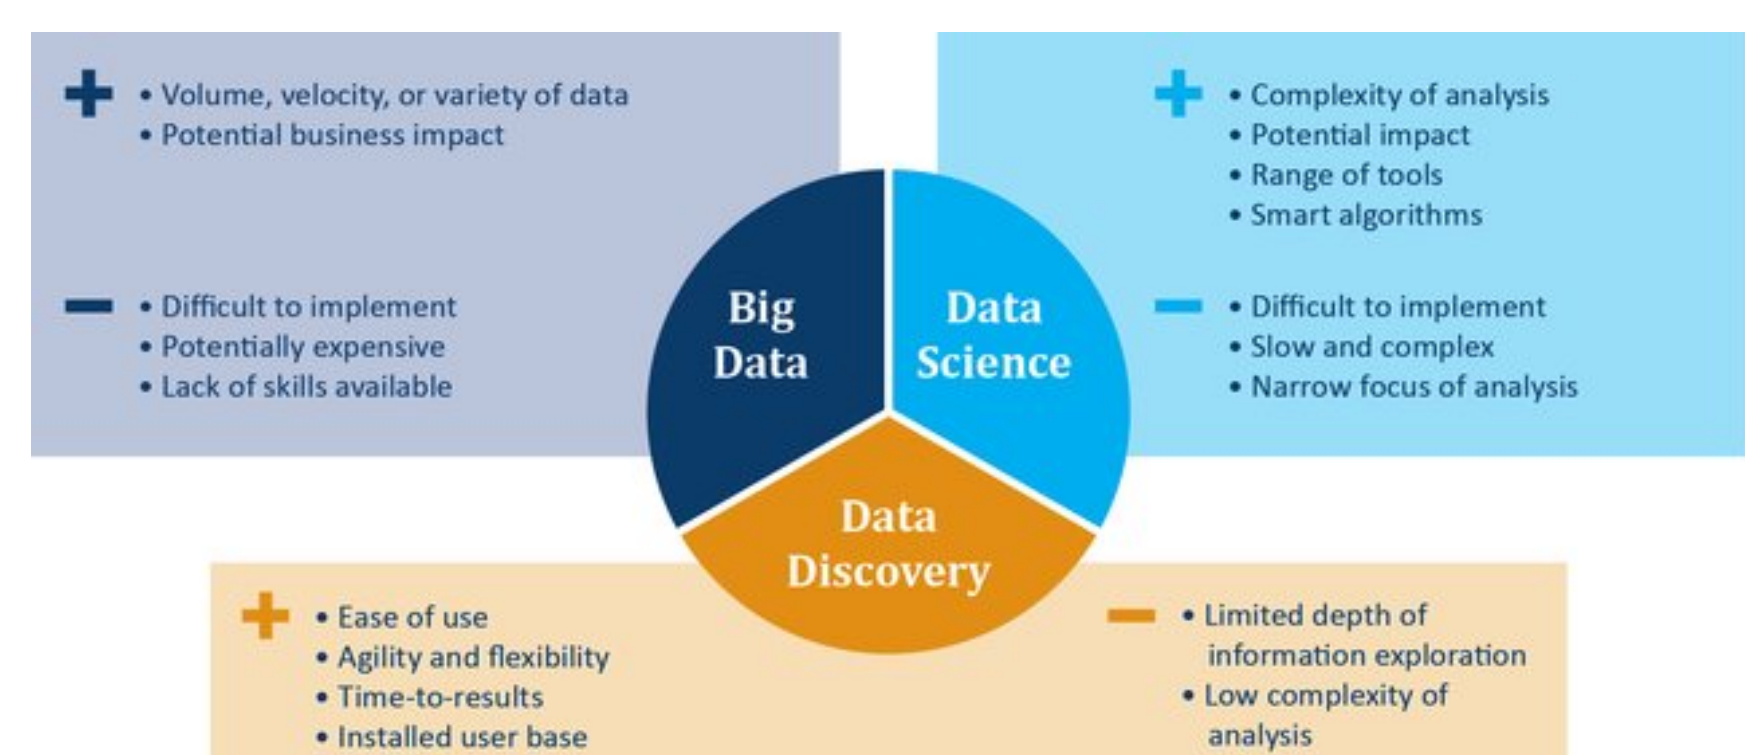 • Volume, velocity, or variety of data
• Potential business impact
• Difficult to implement
• Potentially expensive
• Lack of skills available
Big
Data
Data
Science
• Complexity of analysis
• Potential impact
• Range of tools
• Smart algorithms
• Difficult to implement
• Slow and complex
• Narrow focus of analysis
Data
Discovery
• Ease of use
• Agility and flexibility
• Time-to-results
• Installed user base
• Limited depth of
information exploration
• Low complexity of
analysis